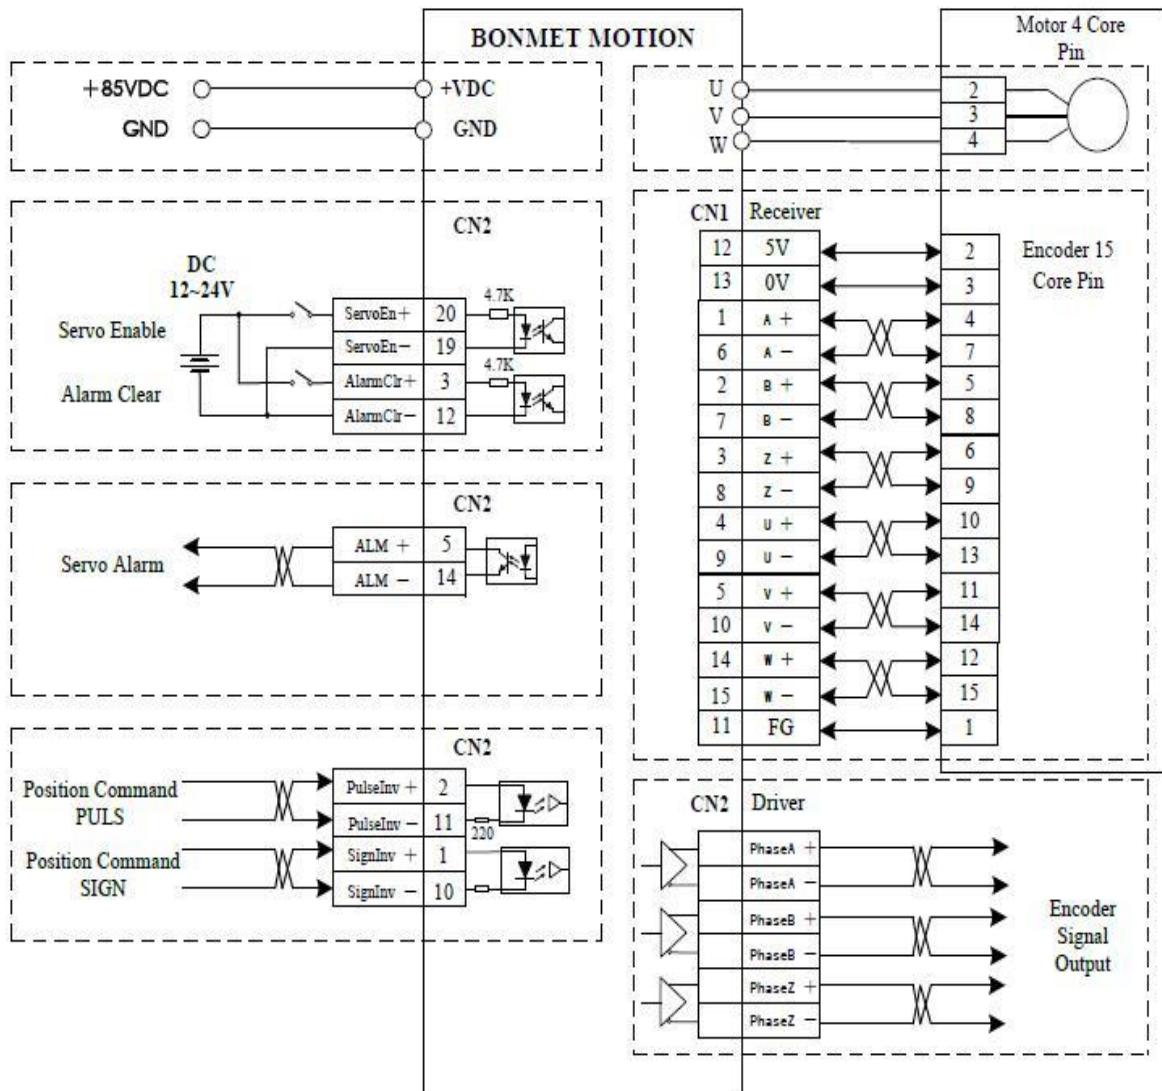 BONMET MOTION
Motor 4 Core
Pin
+85VDC
+VDC
GND
GND
U
2
V
3
W
4
CN2
DC
12~24V
Servo Enable
Alarm Clear
ServoEn+ 20 4.7K
ServoEn− 19
AlarmClr+ 3 4.7K
AlarmClr− 12
CN2
Servo Alarm
ALM + 5
ALM − 14
CN2
Position Command
PULS
Position Command
SIGN
PulseInv + 2
PulseInv − 11
220
SignInv + 1
SignInv − 10
CN1 Receiver
Encoder 15
Core Pin
12 5V 2
13 0V 3
1 A + 4
6 A − 7
2 B + 5
7 B − 8
3 Z + 6
8 Z − 9
4 U + 10
9 U − 13
5 V + 11
10 V − 14
14 W + 12
15 W − 15
11 FG 1
CN2 Driver
PhaseA +
PhaseA −
PhaseB +
PhaseB −
PhaseZ +
PhaseZ −
Encoder
Signal
Output